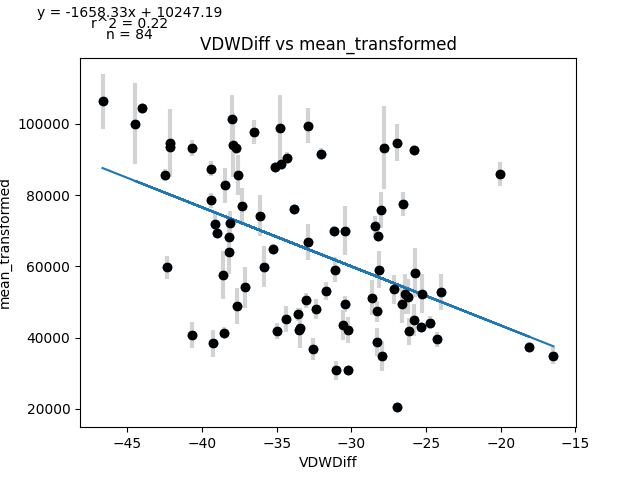 y = -1658.33x + 10247.19
r^2 = 0.22
n = 84
VDWDiff vs mean_transformed
mean_transformed
100000
80000
60000
40000
20000
−45 −40 −35 −30 −25 −20 −15
VDWDiff